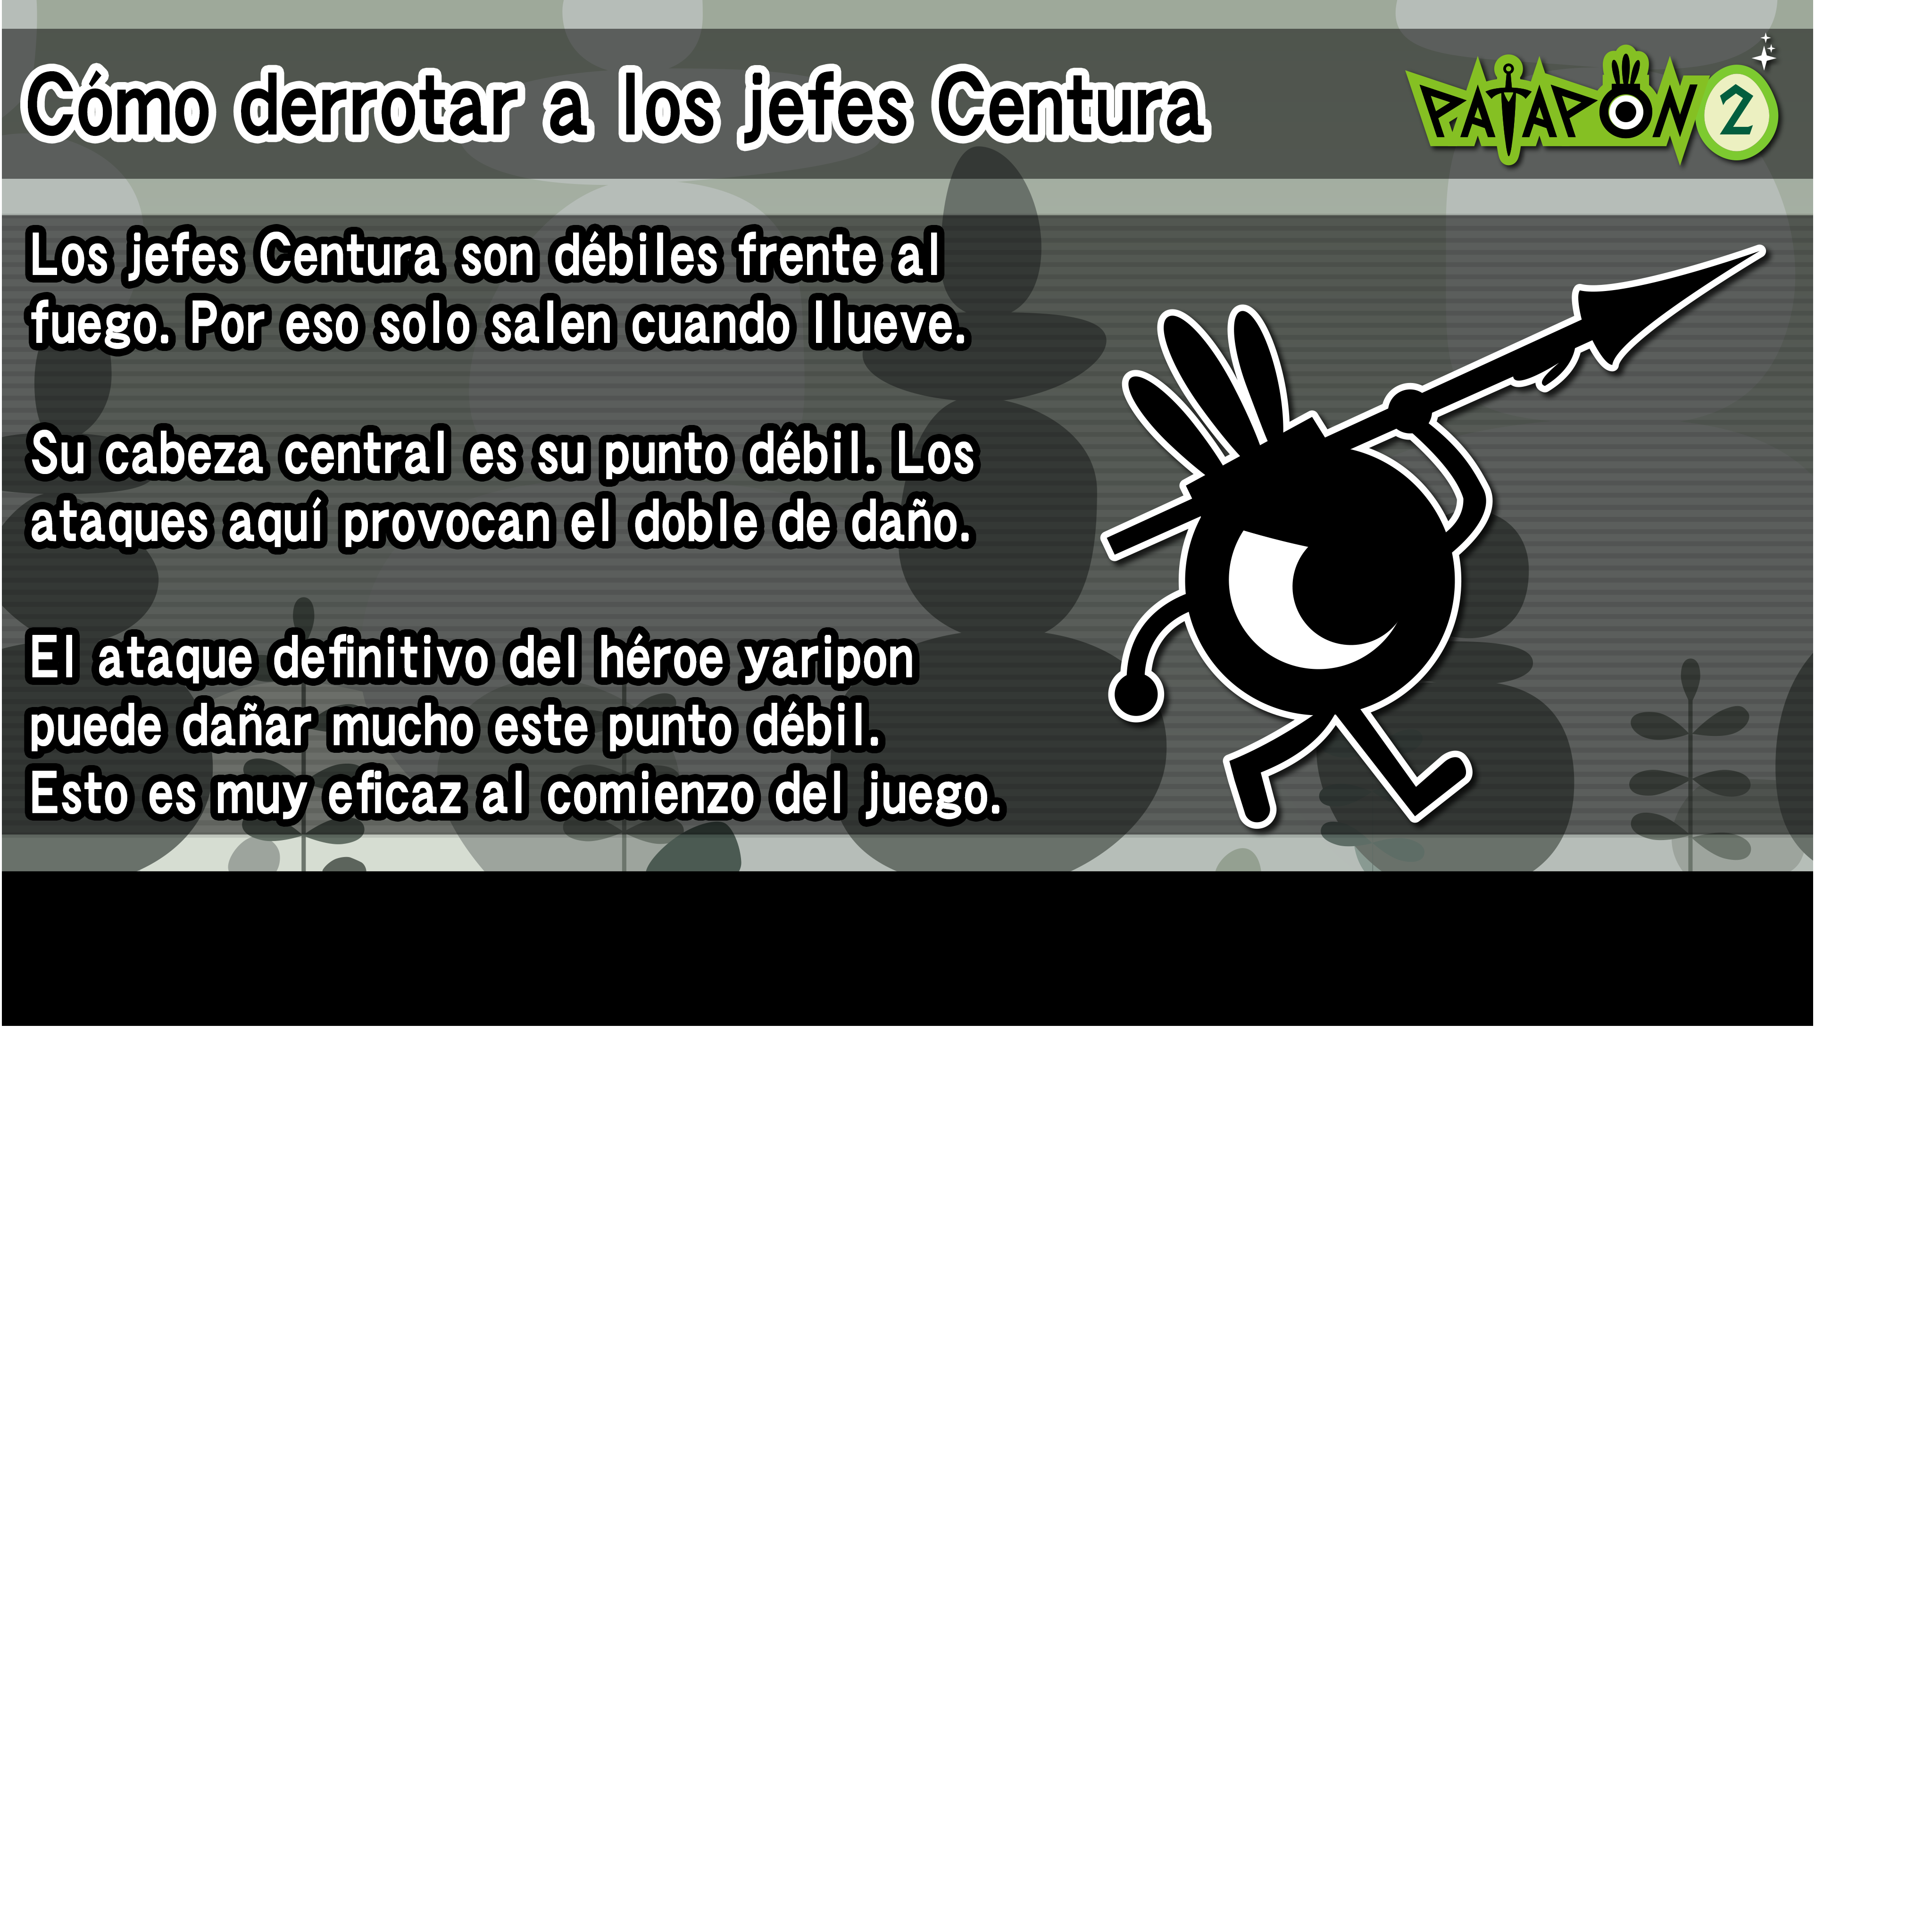 Cómo derrotar a los jefes Centura
PATAPON 2
Los jefes Centura son débiles frente al
fuego. Por eso solo salen cuando llueve.
Su cabeza central es su punto débil. Los
ataques aquí provocan el doble de daño.
El ataque definitivo del héroe yaripon
puede dañar mucho este punto débil.
Esto es muy eficaz al comienzo del juego.